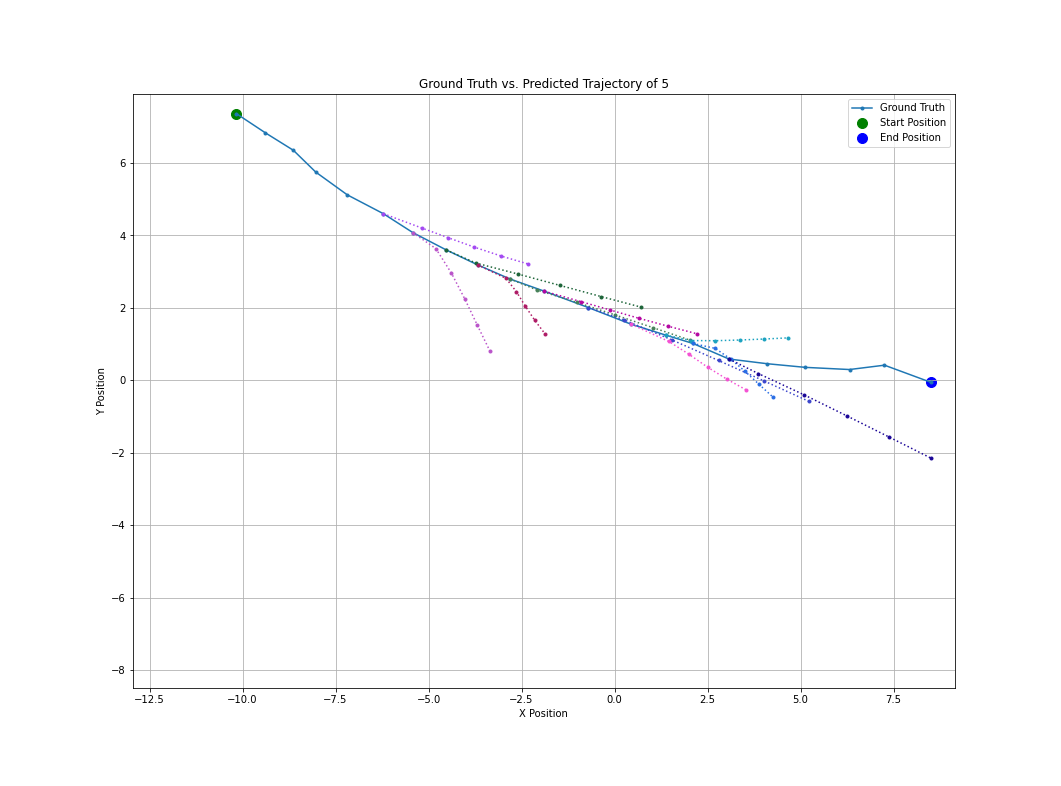 Ground Truth vs. Predicted Trajectory of 5
Ground Truth
Start Position
End Position
6
4
2
0
−2
−4
−6
−8
Y Position
−12.5 −10.0 −7.5 −5.0 −2.5 0.0 2.5 5.0 7.5
X Position